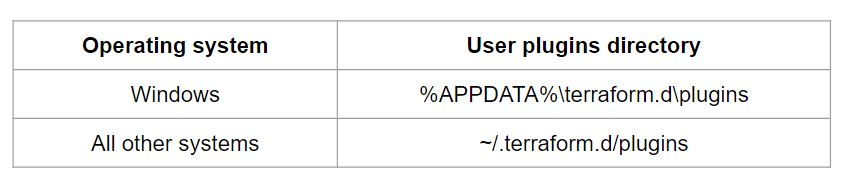 Operating system User plugins directory
Windows %APPDATA%\terraform.d\plugins
All other systems ~/.terraform.d/plugins